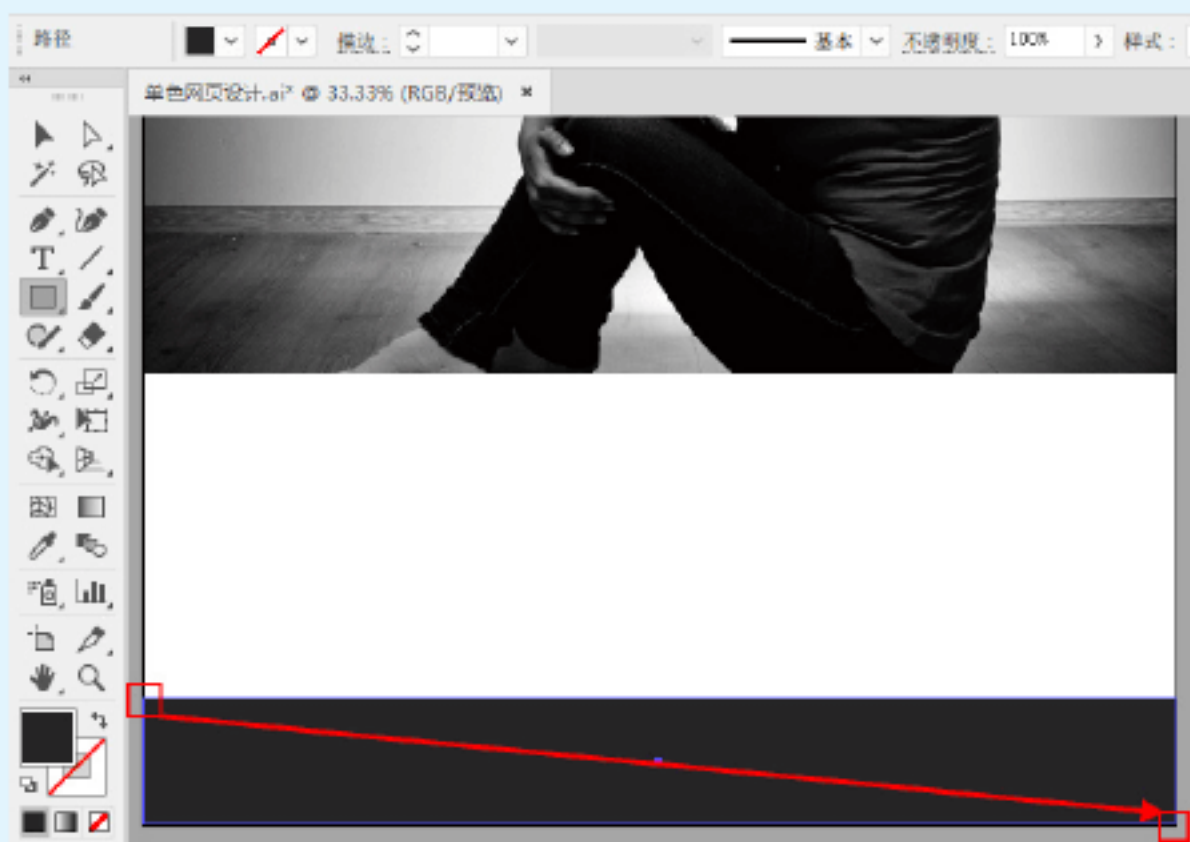 路径 描边： 基本 不透明度： 100% 样式：
单色网页设计.ai* @ 33.33% (RGB/预览) ×